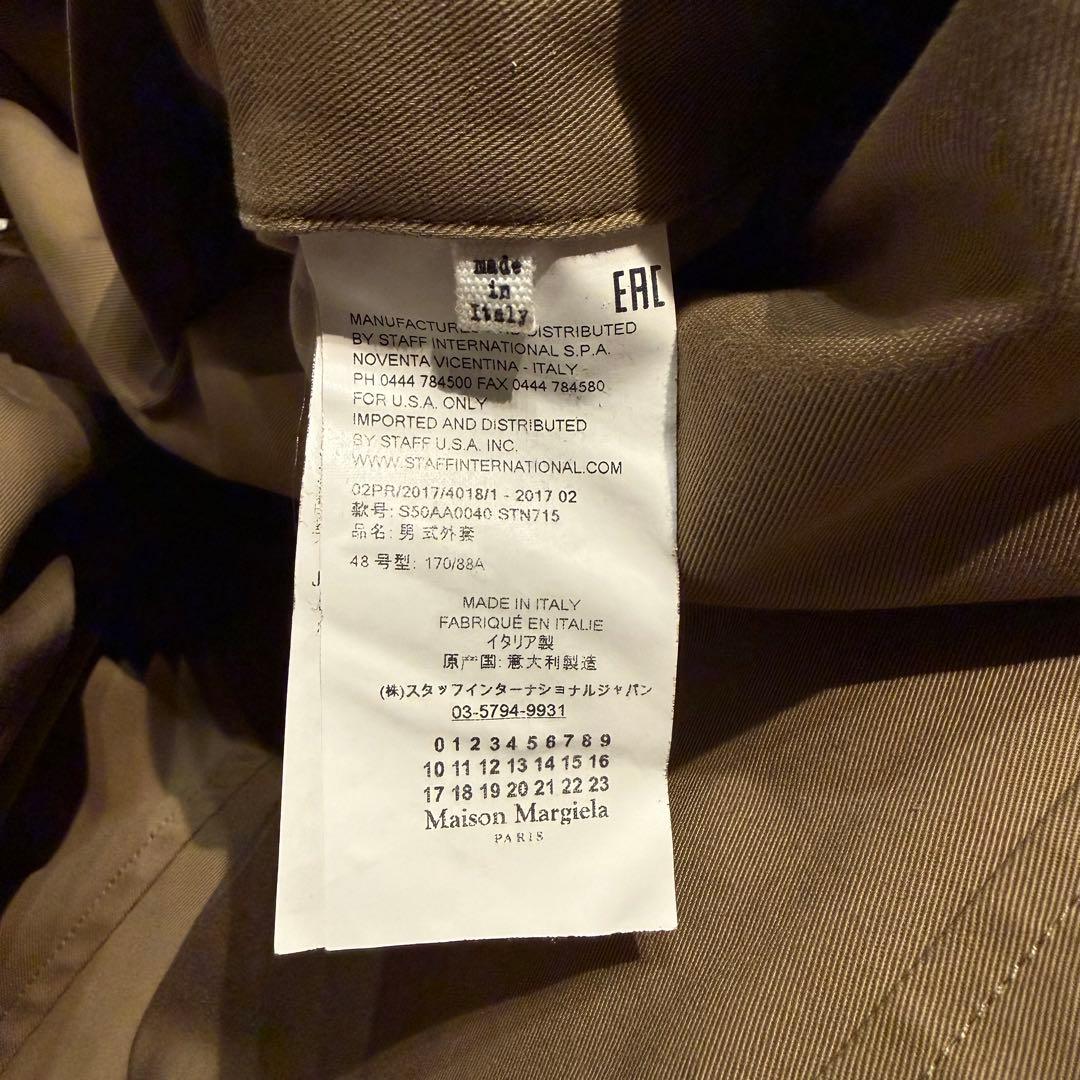 made
in
Italy
EAC
MANUFACTURED AND DISTRIBUTED
BY STAFF INTERNATIONAL S.P.A.
NOVENTA VICENTINA - ITALY
PH 0444 784500 FAX 0444 784580
FOR U.S.A. ONLY
IMPORTED AND DISTRIBUTED
BY STAFF U.S.A. INC.
WWW.STAFFINTERNATIONAL.COM
02PR/2017/4018/1 - 2017 02
款号: S50AA0040 STN715
品名: 男 式外套
48 号型: 170/88A
MADE IN ITALY
FABRIQUÉ EN ITALIE
イタリア製
原产国: 意大利製造
(株)スタッフインターナショナルジャパン
03-5794-9931
0 1 2 3 4 5 6 7 8 9
10 11 12 13 14 15 16
17 18 19 20 21 22 23
Maison Margiela
PARIS